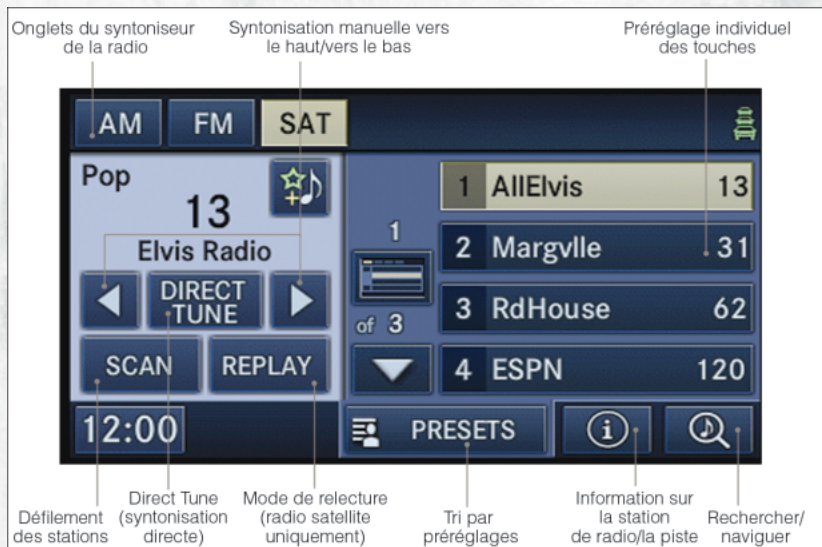 Onglets du syntoniseur
de la radio
Syntonisation manuelle vers
le haut/vers le bas
Préréglage individuel
des touches
AM FM SAT
Pop
13
Elvis Radio
DIRECT
TUNE
SCAN REPLAY
1
of 3
1 AllElvis 13
2 Margvlle 31
3 RdHouse 62
4 ESPN 120
12:00
PRESETS
i
Défilement
des stations
Direct Tune
(syntonisation
directe)
Mode de relecture
(radio satellite
uniquement)
Tri par
préréglages
Information sur
la station
de radio/la piste
Rechercher/
naviguer